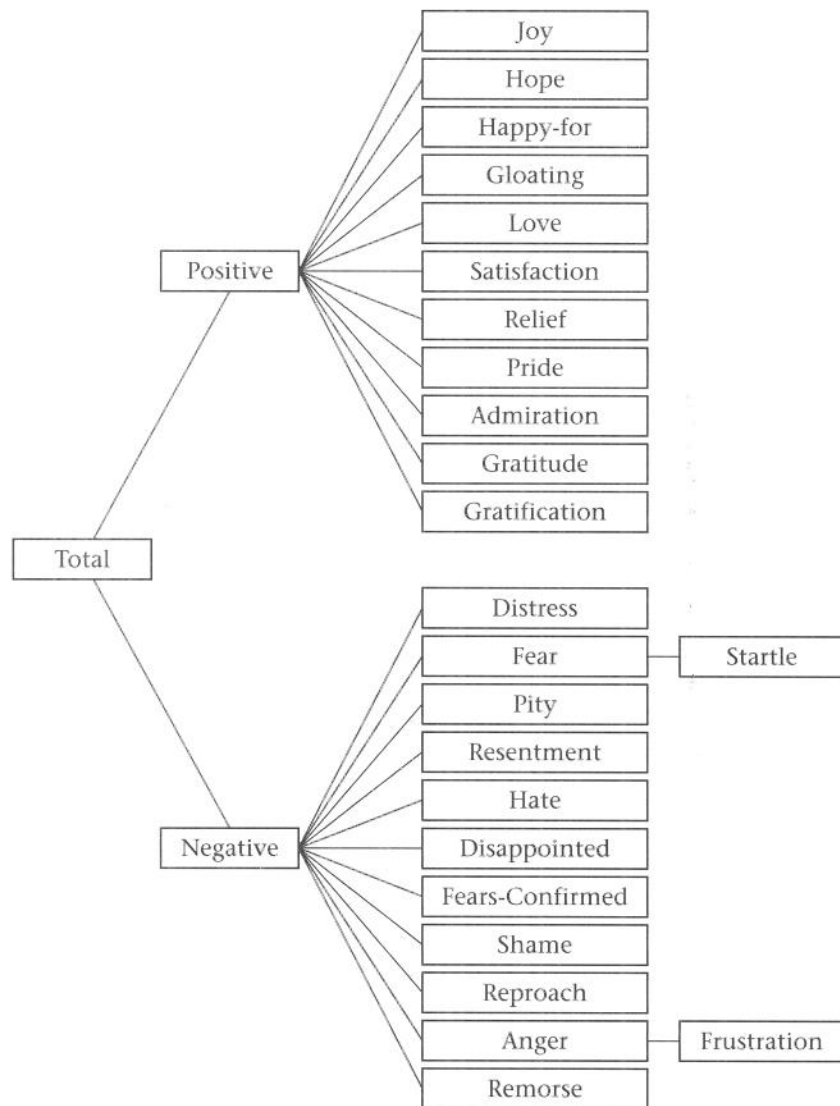 Joy
Hope
Happy-for
Gloating
Love
Positive
Satisfaction
Relief
Pride
Admiration
Gratitude
Gratification
Total
Distress
Fear
Startle
Pity
Resentment
Hate
Negative
Disappointed
Fears-Confirmed
Shame
Reproach
Anger
Frustration
Remorse